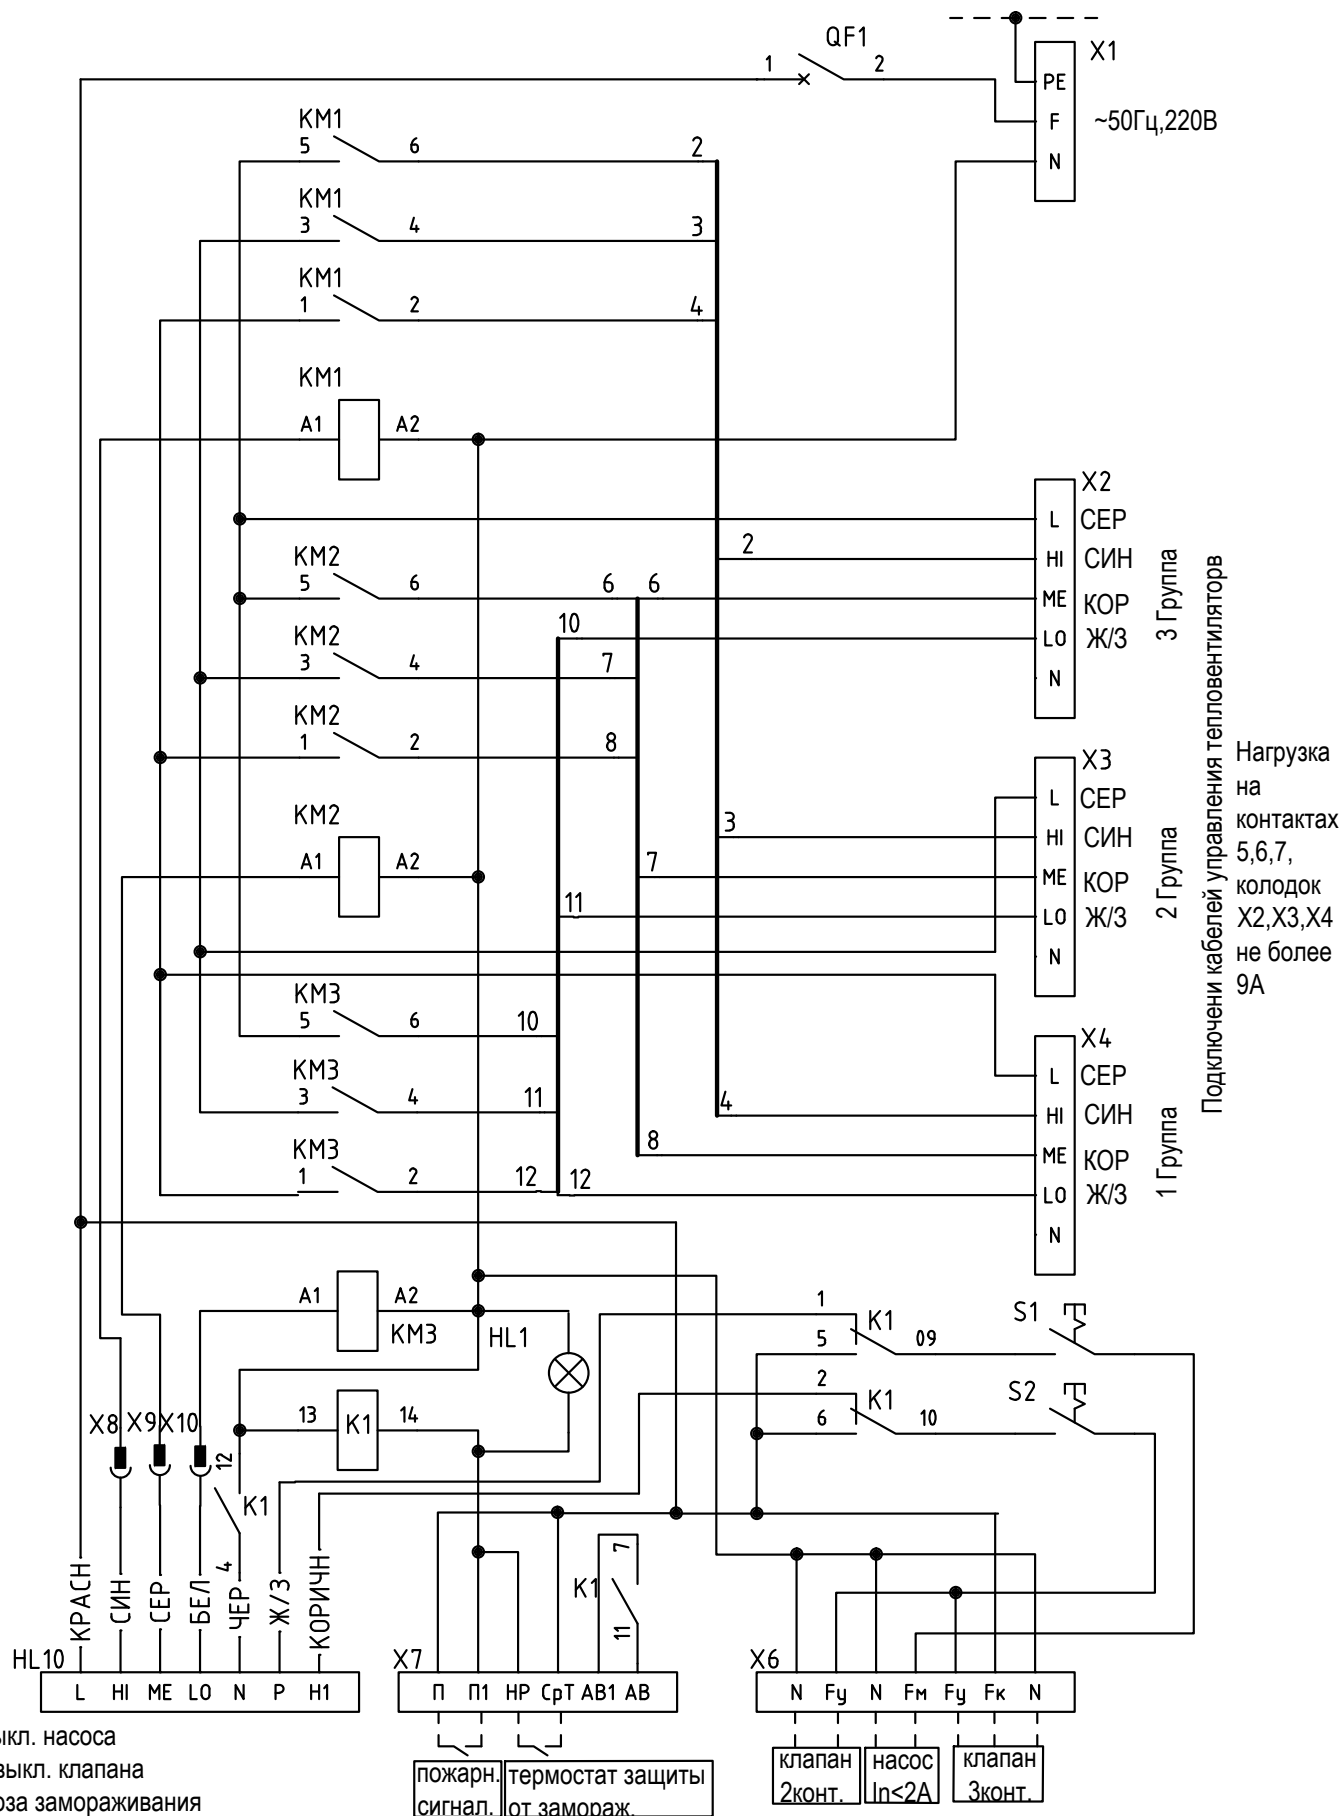 QF1
1 2
X1
PE
F ~50Гц,220В
N
KM1
5 6 2
KM1
3 4 3
KM1
1 2 4
KM1
A1 A2
X2
L СЕР
2 HI СИН
KM2
5 6 6 6 ME КОР
10 LO Ж/З
N
3 Группа
KM2
3 4 7
KM2
1 2 8
KM2
A1 A2
X3
L СЕР
3 HI СИН
7 ME КОР
11 LO Ж/З
N
2 Группа
Подключени кабелей управления тепловентиляторв
Нагрузка
на
контактах
5,6,7,
колодок
X2,X3,X4
не более
9А
KM3
5 6 10
KM3
3 4 11
KM3
1 2 12 12
X4
L СЕР
4 HI СИН
8 ME КОР
LO Ж/З
N
1 Группа
A1 A2
KM3
HL1
1
5 K1 09 S1
2
6 K1 10 S2
13 K1 14
X8 X9 X10
12
K1
4
КРАСН
СИН
СЕР
БЕЛ
ЧЕР
Ж/З
КОРИЧН
7
K1
11
HL10
L HI ME LO N P H1
X7
П П1 НР СрТ АВ1 АВ
X6
N Fу N Fм Fу Fк N
ыкл. насоса
выкл. клапана
оза замораживания
пожарн.
сигнал.
термостат защиты
от замораж.
клапан
2конт.
насос
In<2A
клапан
3конт.